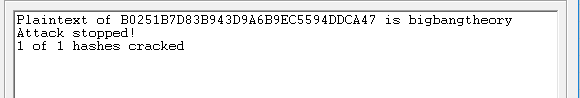 Plaintext of B0251B7D83B943D9A6B9EC5594DDCA47 is bigbangtheory
Attack stopped!
1 of 1 hashes cracked